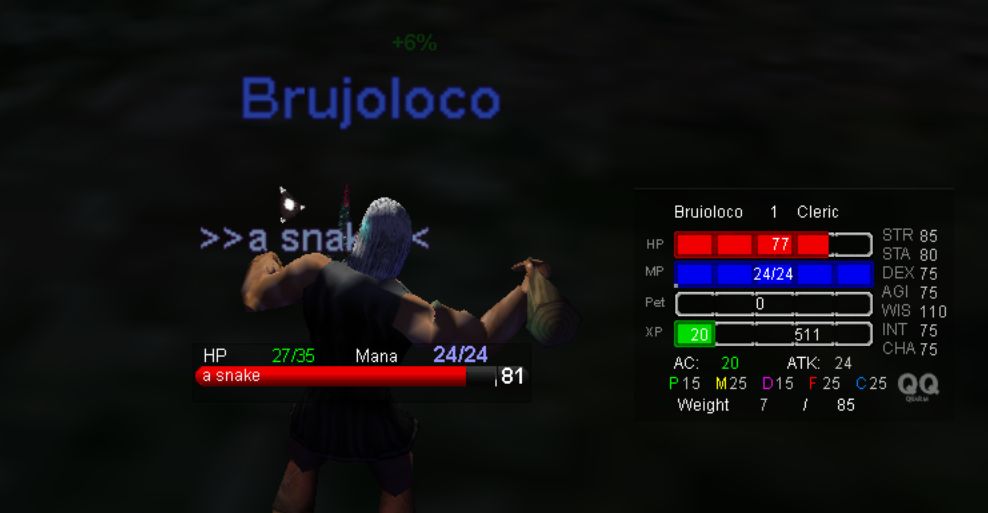 +6%
Brujoloco
>>a snak <
HP 27/35 Mana 24/24
a snake 81
Bruioloco 1 Cleric
HP 77
MP 24/24
Pet 0
XP 20 511
STR 85
STA 80
DEX 75
AGI 75
WIS 110
INT 75
CHA 75
AC: 20 ATK: 24
P 15 M 25 D 15 F 25 C 25
Weight 7 / 85
QQ
QUARM